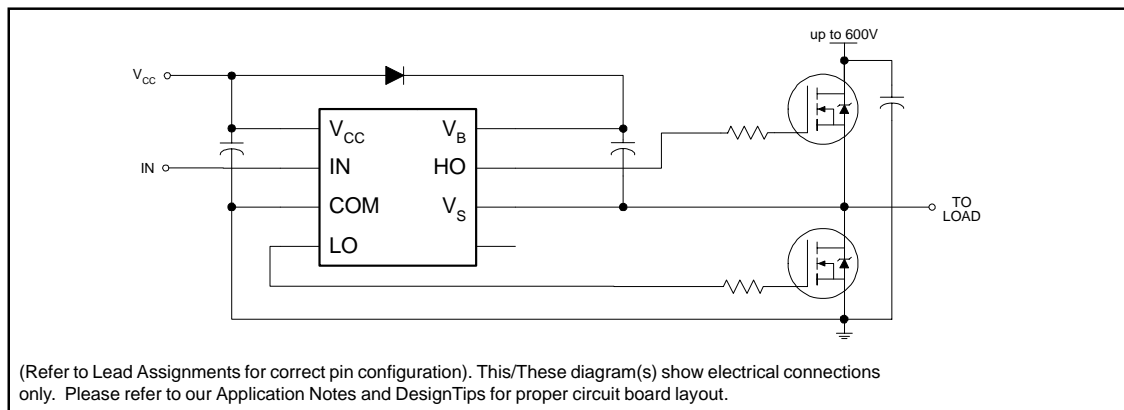 up to 600V
VCC
VCC
VB
IN
IN
HO
COM
VS
TO
LOAD
LO
(Refer to Lead Assignments for correct pin configuration). This/These diagram(s) show electrical connections
only. Please refer to our Application Notes and DesignTips for proper circuit board layout.